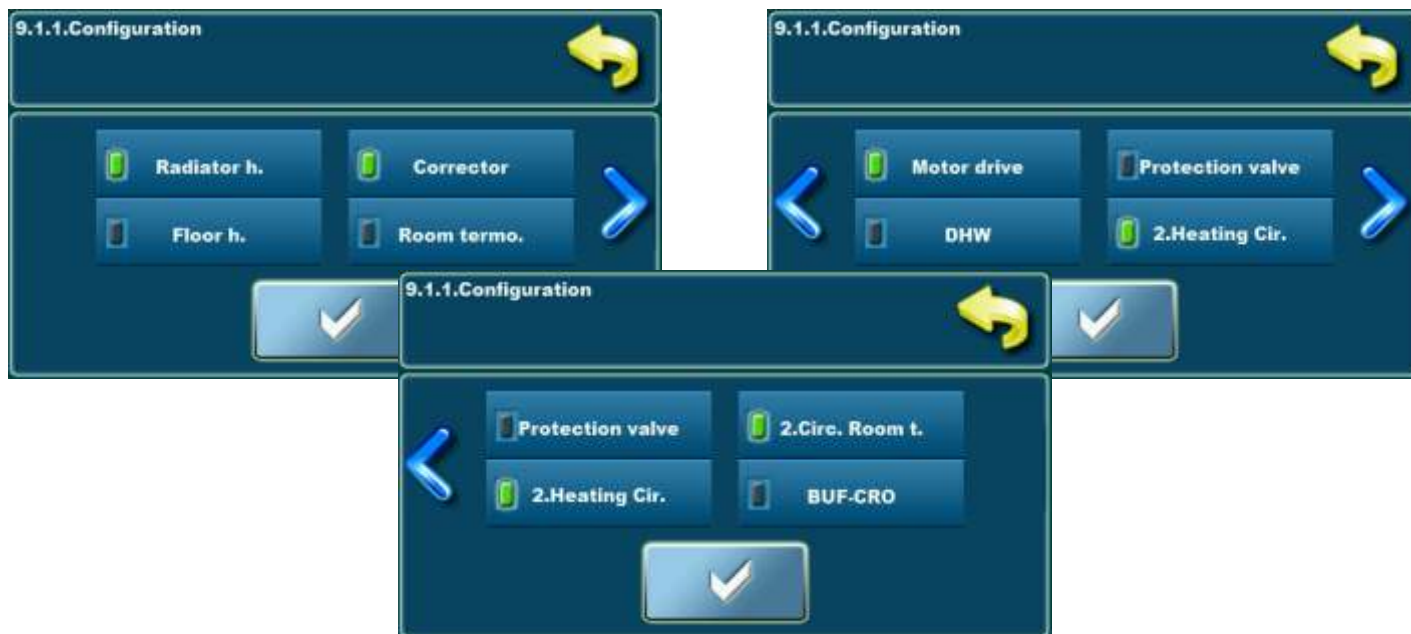 9.1.1.Configuration
Radiator h.
Corrector
Floor h.
Room termo.
9.1.1.Configuration
Motor drive
Protection valve
DHW
2.Heating Cir.
9.1.1.Configuration
Protection valve
2.Circ. Room t.
2.Heating Cir.
BUF-CRO